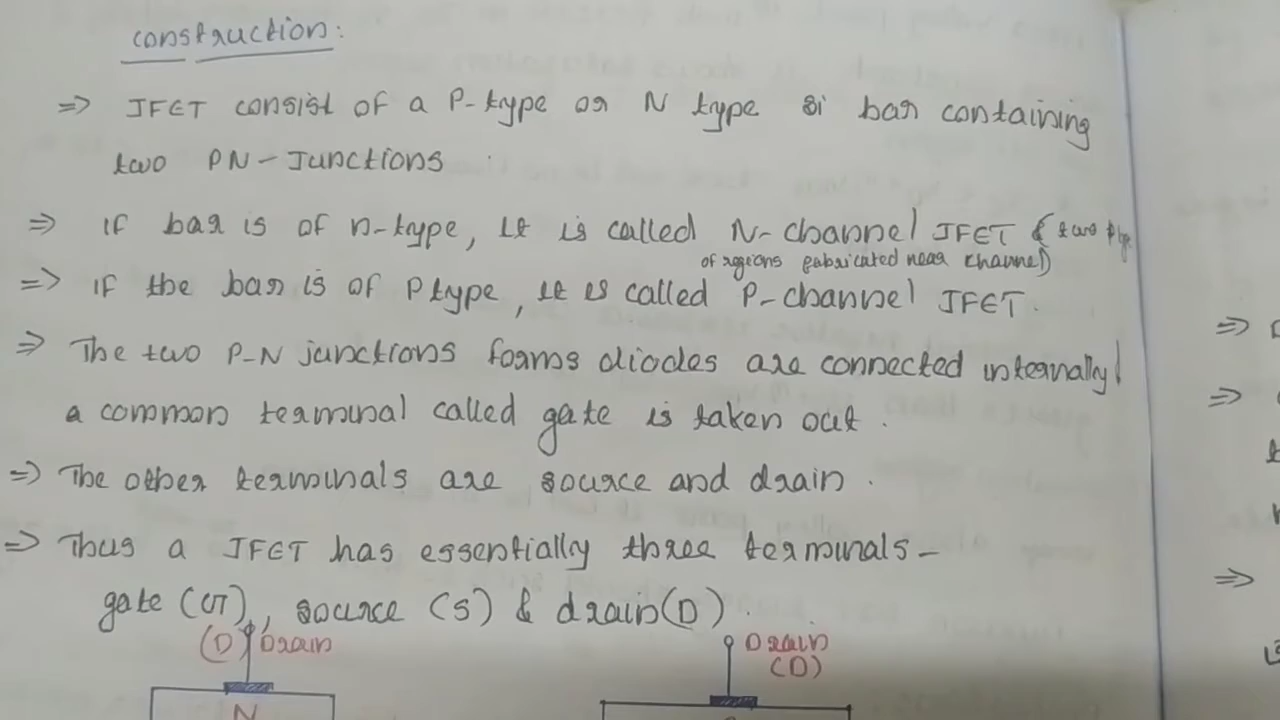 construction:
⇒ JFET consist of a P-type or N type si bar containing
two PN-Junctions
⇒ if bar is of n-type, it is called N-channel JFET (two p type
of regions fabricated near channel)
⇒ if the bar is of P type, it is called P-channel JFET.
⇒ The two P-N junctions forms diodes are connected internally
a common terminal called gate is taken out.
⇒ The other terminals are source and drain.
⇒ Thus a JFET has essentially three terminals-
gate (G), source (S) & drain(D).
(D) Drain
Drain
(D)
N